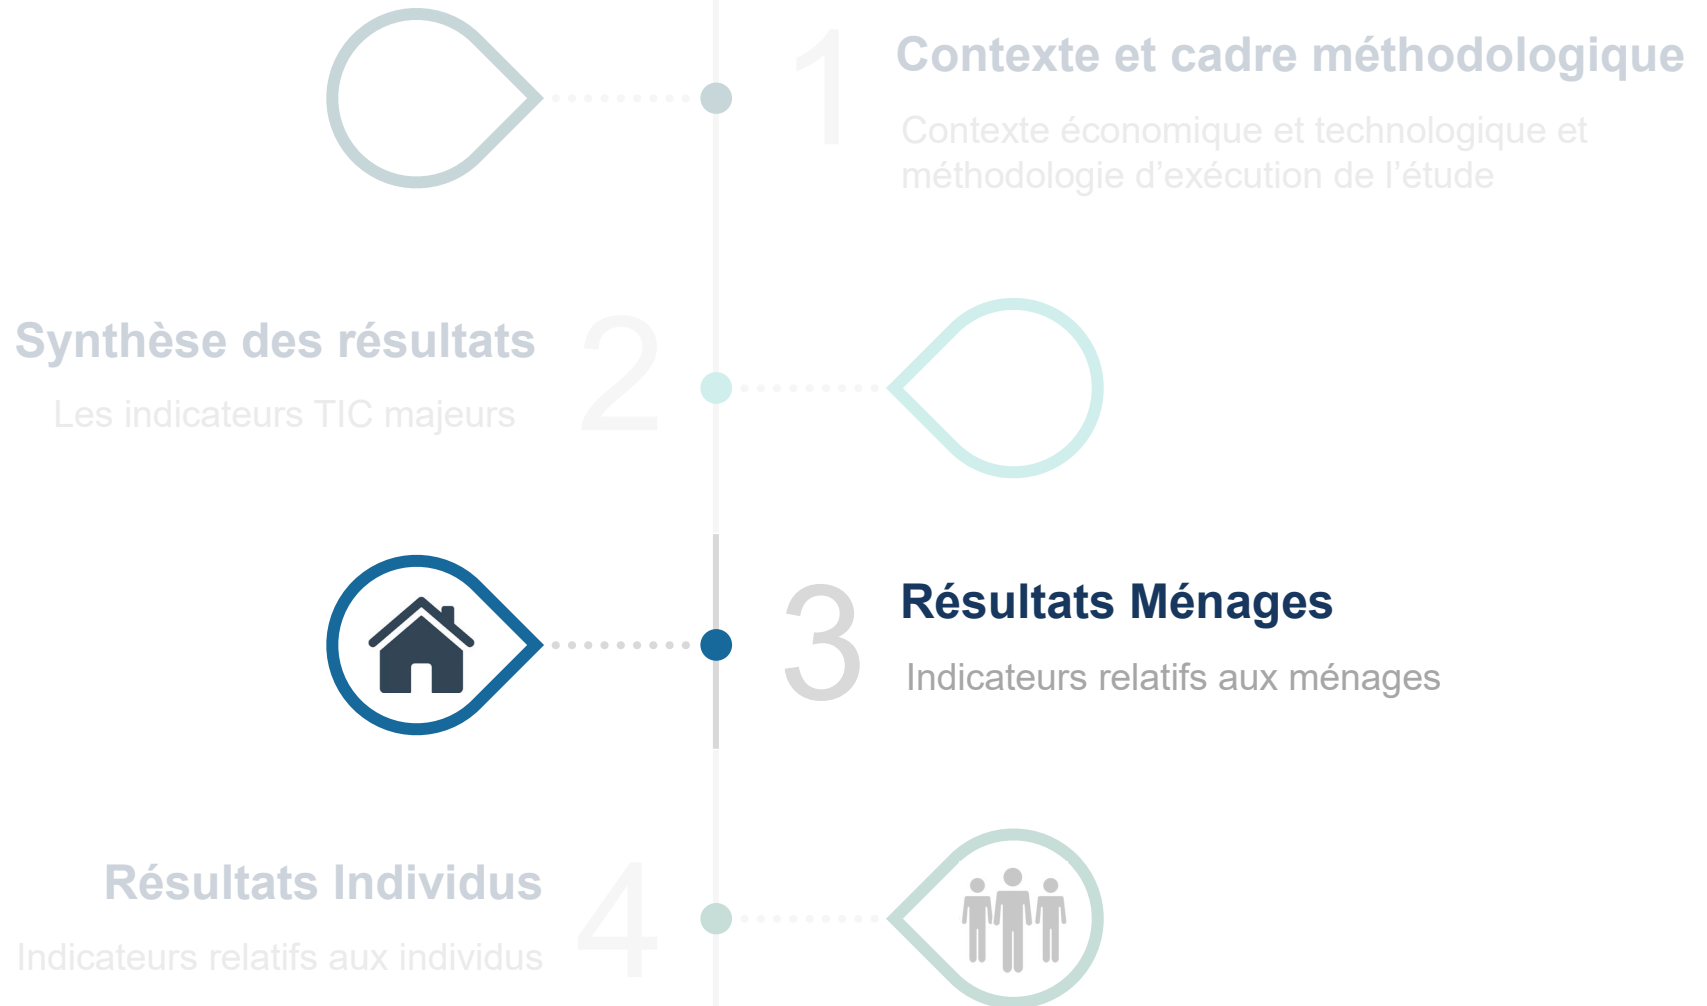 1
Contexte et cadre méthodologique
Contexte économique et technologique et
méthodologie d’exécution de l’étude
Synthèse des résultats
2
Les indicateurs TIC majeurs
3
Résultats Ménages
Indicateurs relatifs aux ménages
Résultats Individus
4
Indicateurs relatifs aux individus